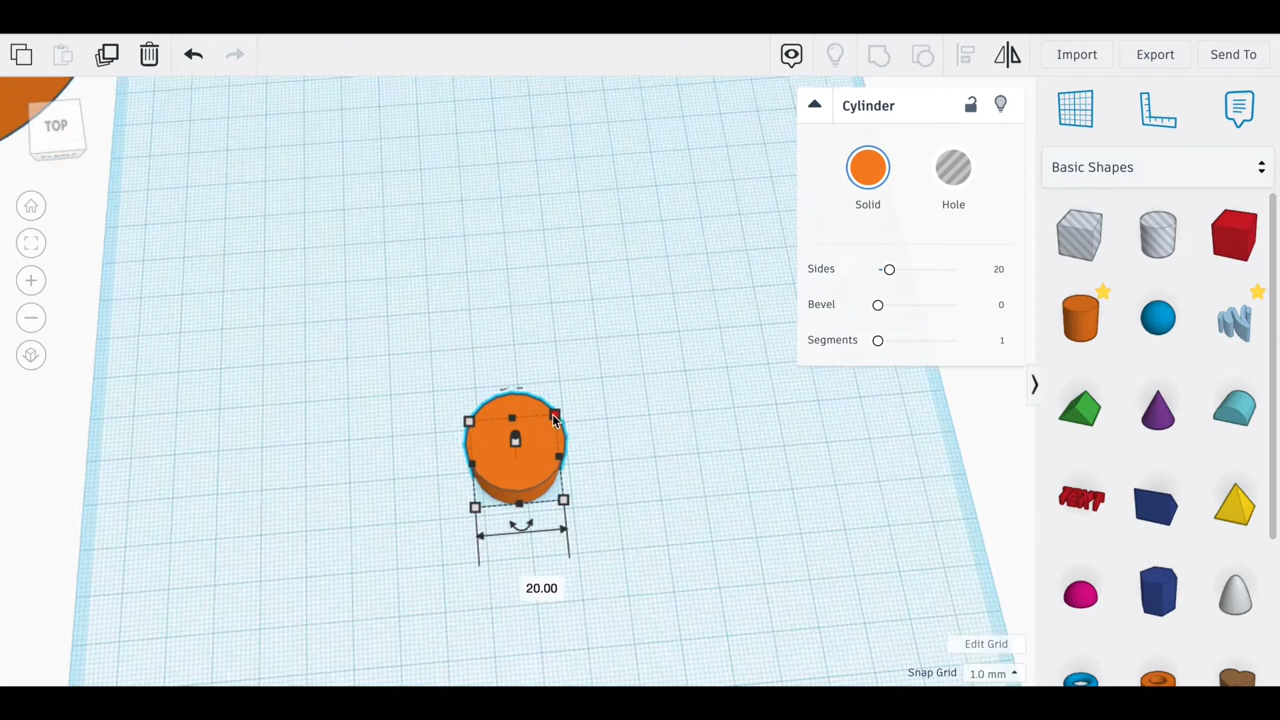 Import
Export
Send To
TOP
Cylinder
Basic Shapes
Solid
Hole
Sides
20
Bevel
0
Segments
1
TEXT
20.00
Edit Grid
Snap Grid
1.0 mm